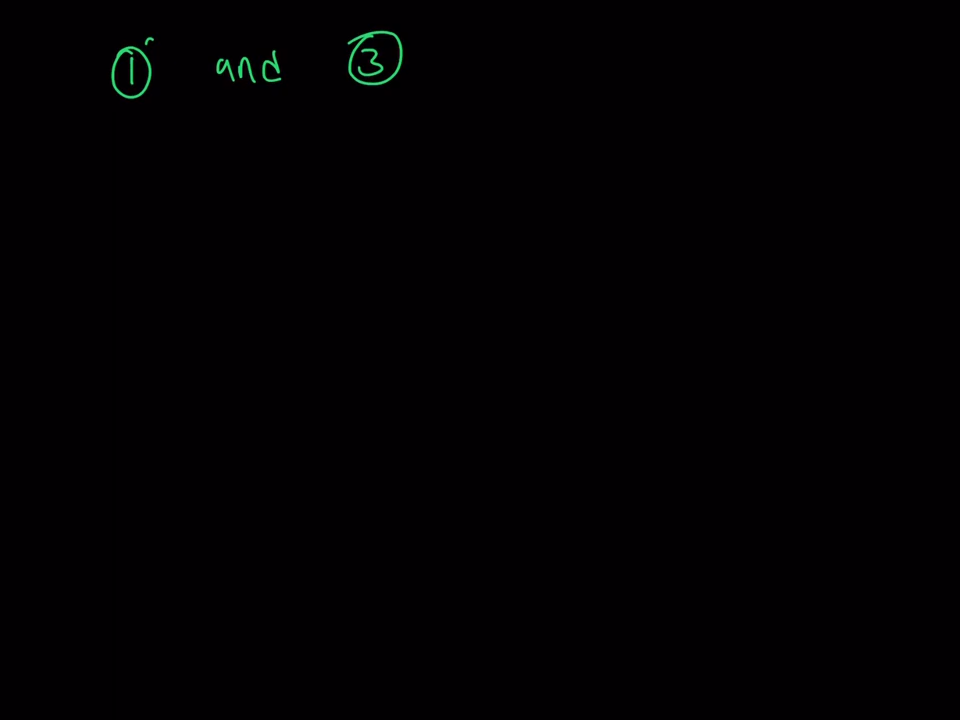 ① and ③